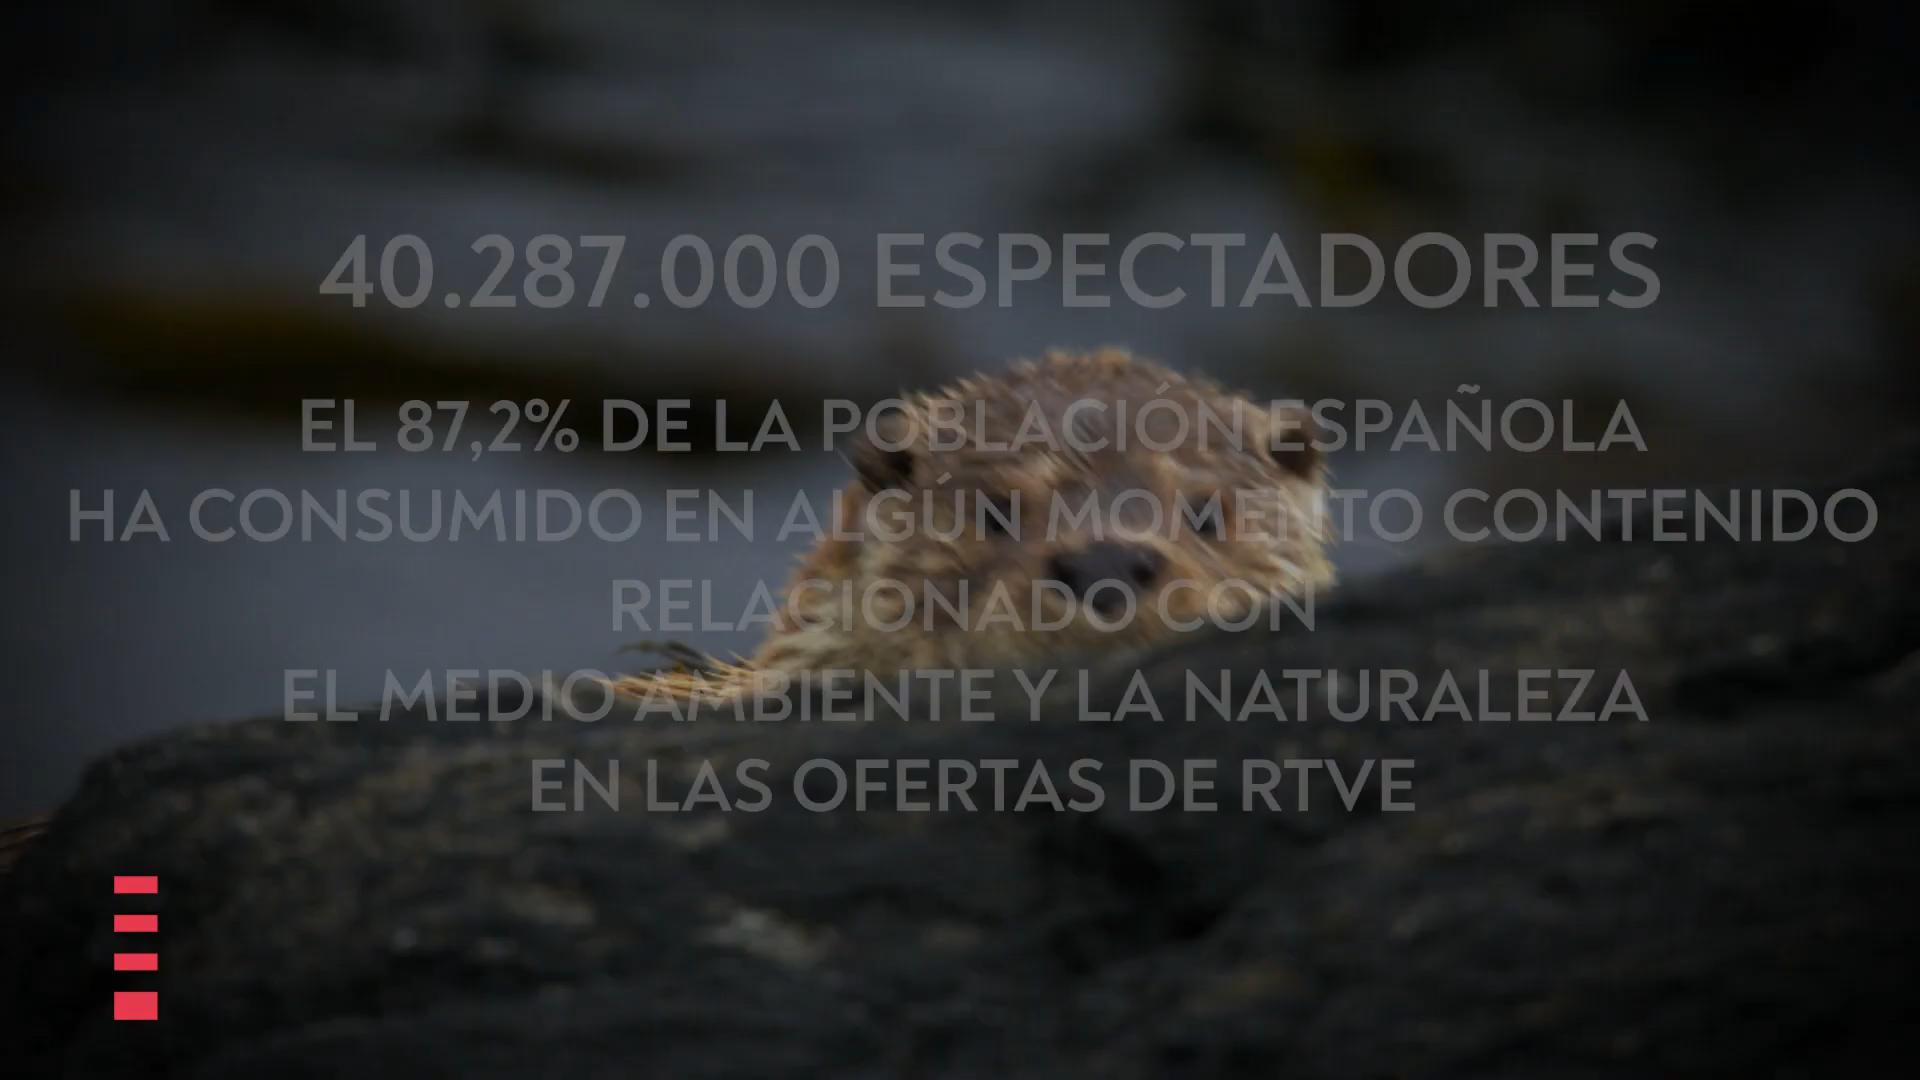 40.287.000 ESPECTADORES
EL 87,2% DE LA POBLACIÓN ESPAÑOLA
HA CONSUMIDO EN ALGÚN MOMENTO CONTENIDO
RELACIONADO CON
EL MEDIO AMBIENTE Y LA NATURALEZA
EN LAS OFERTAS DE RTVE